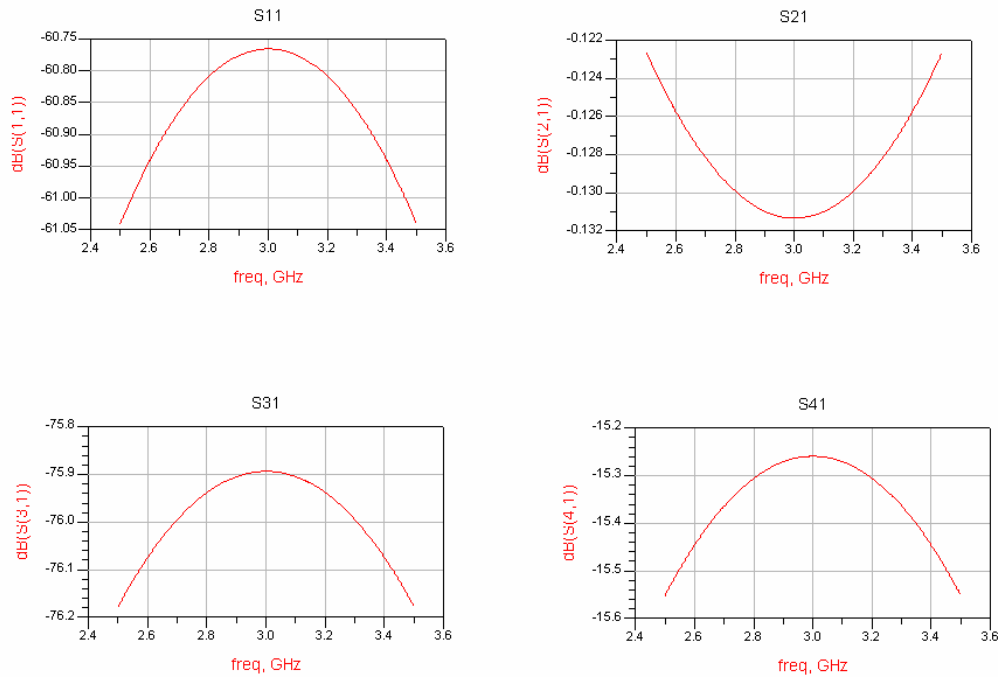 S11
-60.75
-60.80
-60.85
-60.90
-60.95
-61.00
-61.05
dB(S(1,1))
2.4 2.6 2.8 3.0 3.2 3.4 3.6
freq, GHz
S21
-0.122
-0.124
-0.126
-0.128
-0.130
-0.132
dB(S(2,1))
2.4 2.6 2.8 3.0 3.2 3.4 3.6
freq, GHz
S31
-75.8
-75.9
-76.0
-76.1
-76.2
dB(S(3,1))
2.4 2.6 2.8 3.0 3.2 3.4 3.6
freq, GHz
S41
-15.2
-15.3
-15.4
-15.5
-15.6
dB(S(4,1))
2.4 2.6 2.8 3.0 3.2 3.4 3.6
freq, GHz